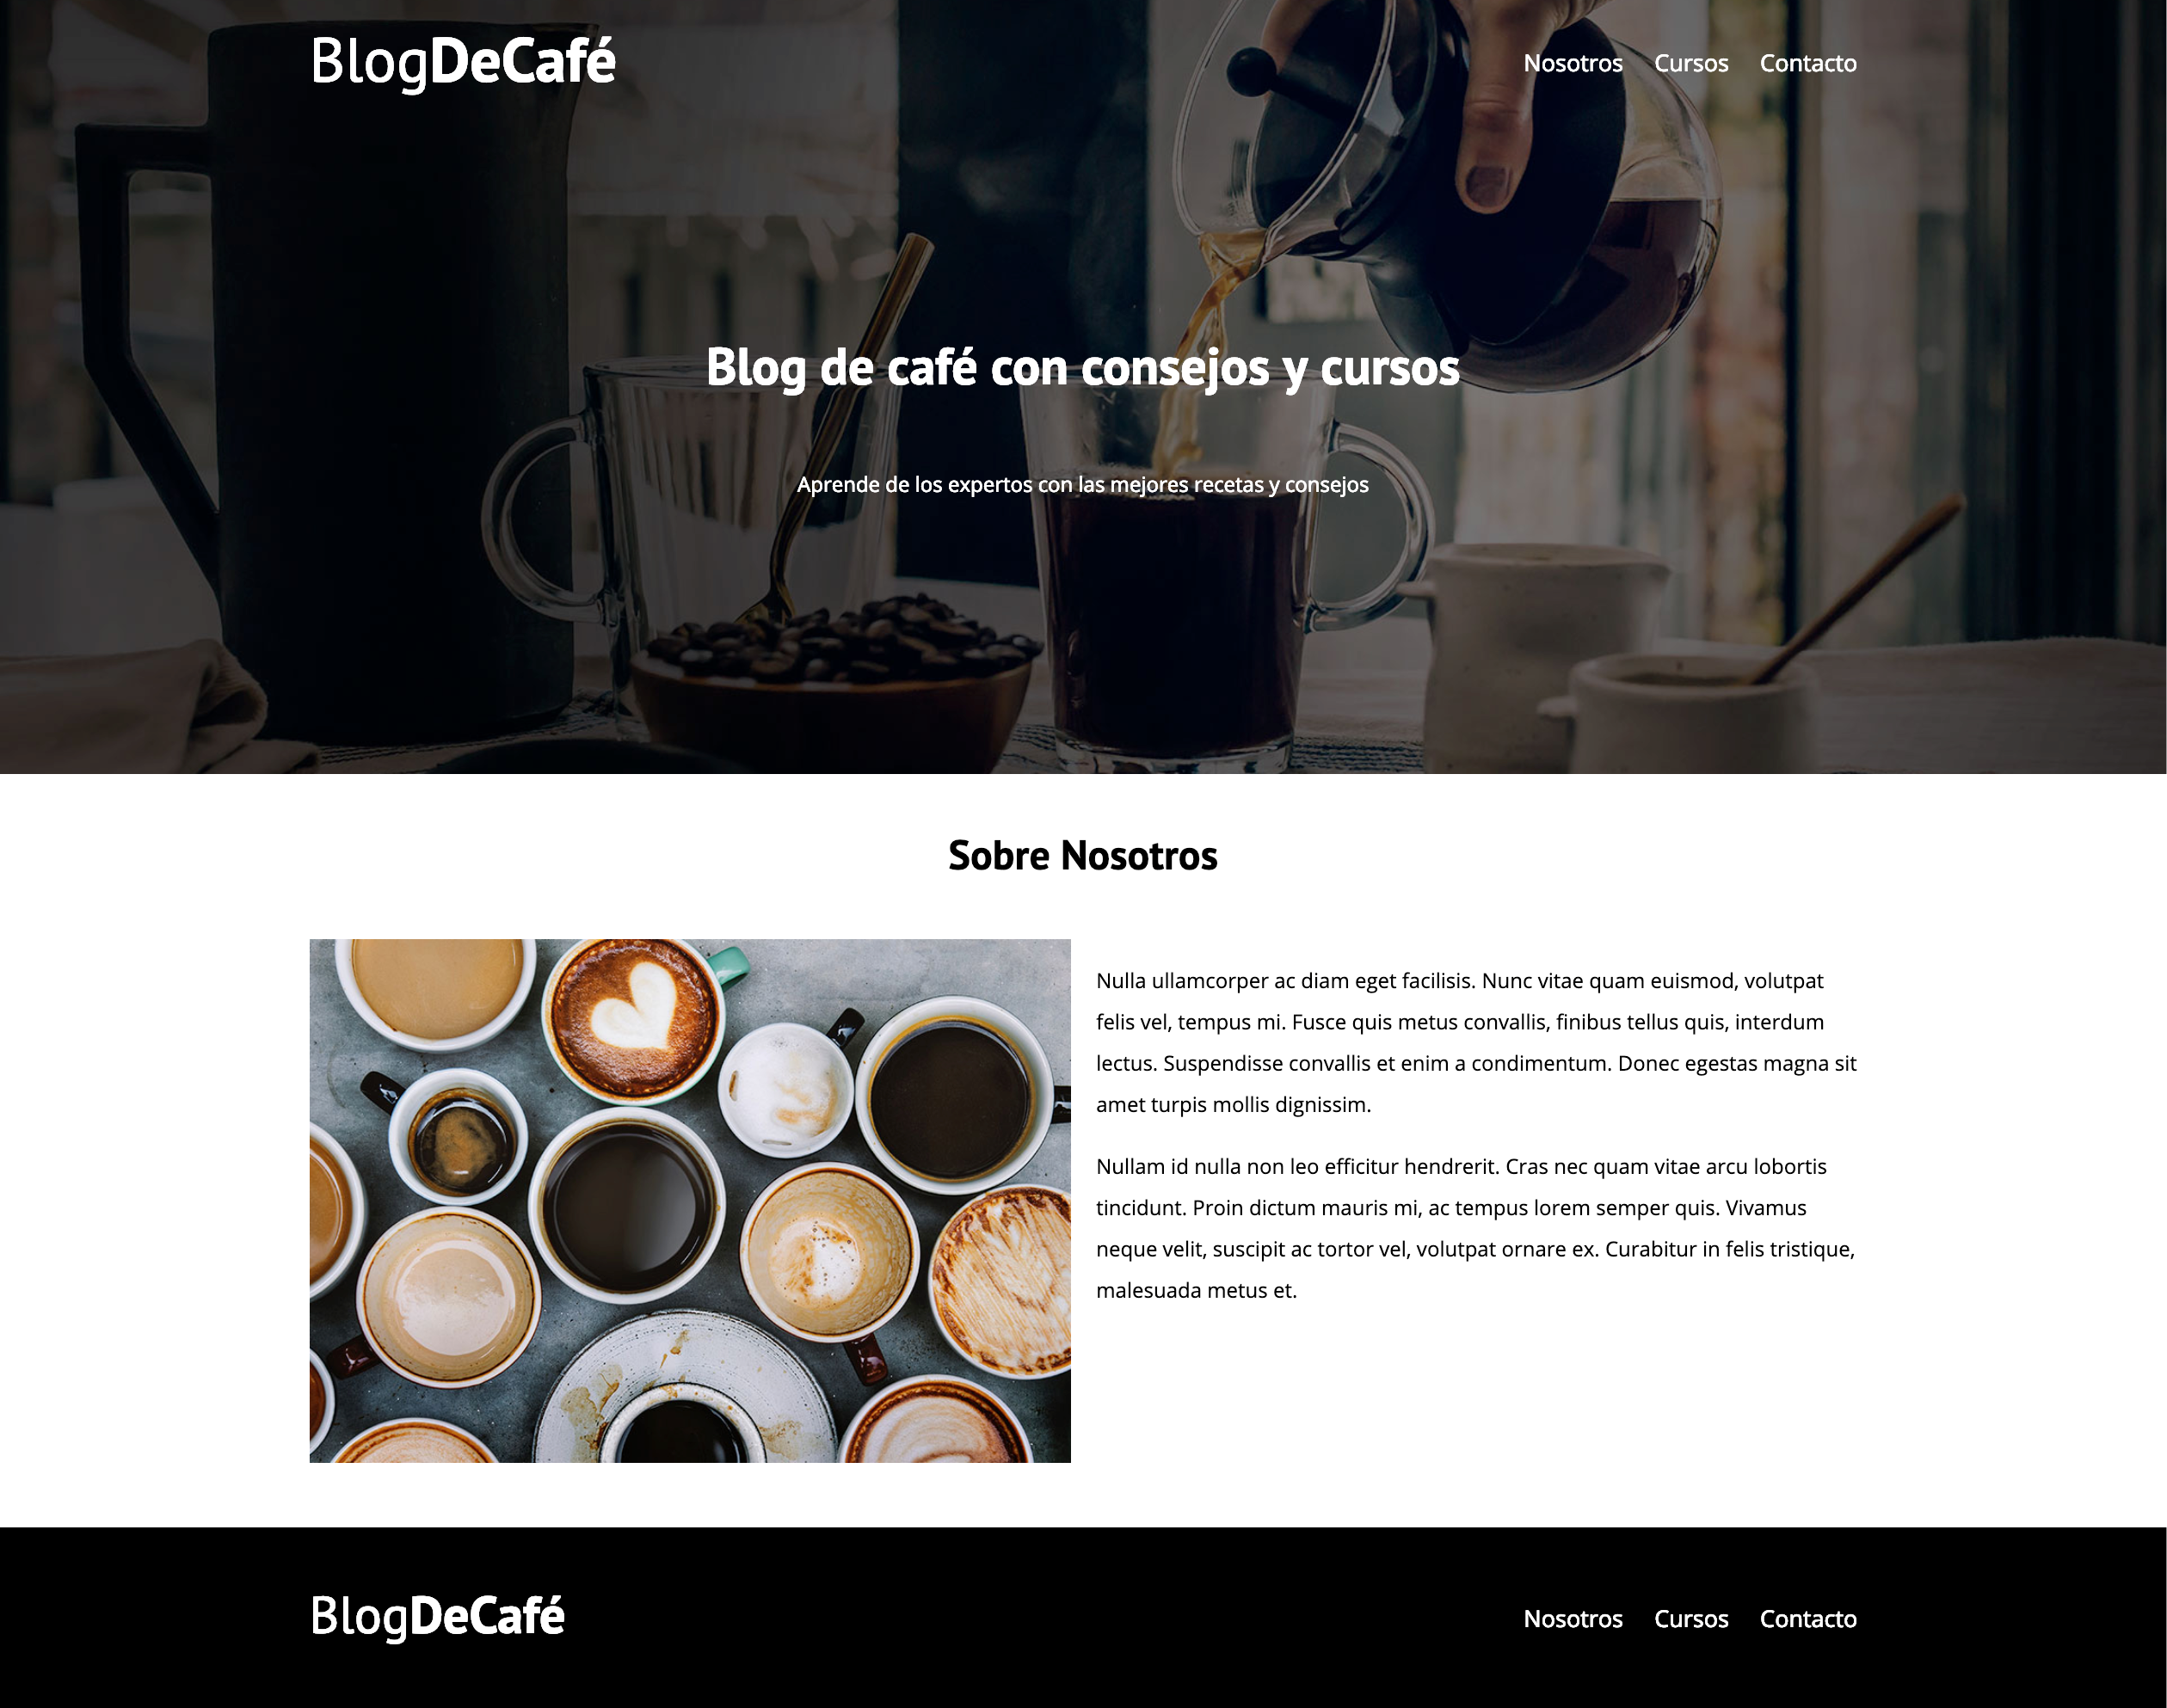 BlogDeCafé
Nosotros Cursos Contacto
Blog de café con consejos y cursos
Aprende de los expertos con las mejores recetas y consejos
Sobre Nosotros
Nulla ullamcorper ac diam eget facilisis. Nunc vitae quam euismod, volutpat
felis vel, tempus mi. Fusce quis metus convallis, finibus tellus quis, interdum
lectus. Suspendisse convallis et enim a condimentum. Donec egestas magna sit
amet turpis mollis dignissim.
Nullam id nulla non leo efficitur hendrerit. Cras nec quam vitae arcu lobortis
tincidunt. Proin dictum mauris mi, ac tempus lorem semper quis. Vivamus
neque velit, suscipit ac tortor vel, volutpat ornare ex. Curabitur in felis tristique,
malesuada metus et.
BlogDeCafé
Nosotros Cursos Contacto